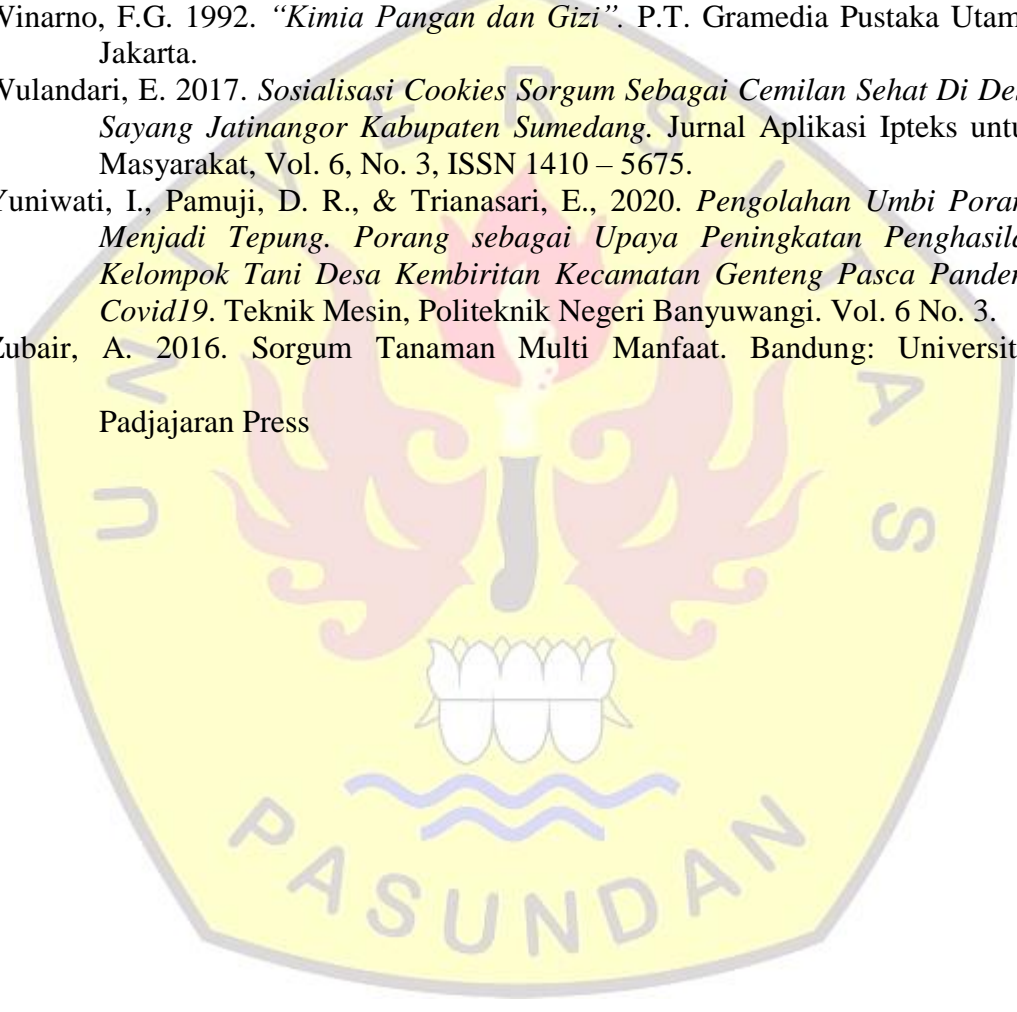 Winarno, F.G. 1992. “Kimia Pangan dan Gizi”. P.T. Gramedia Pustaka Utam
Jakarta.
Wulandari, E. 2017. Sosialisasi Cookies Sorgum Sebagai Cemilan Sehat Di Des
Sayang Jatinangor Kabupaten Sumedang. Jurnal Aplikasi Ipteks untu
Masyarakat, Vol. 6, No. 3, ISSN 1410 – 5675.
Yuniwati, I., Pamuji, D. R., & Trianasari, E., 2020. Pengolahan Umbi Poran
Menjadi Tepung. Porang sebagai Upaya Peningkatan Penghasila
Kelompok Tani Desa Kembiritan Kecamatan Genteng Pasca Pandem
Covid19. Teknik Mesin, Politeknik Negeri Banyuwangi. Vol. 6 No. 3.
Zubair, A. 2016. Sorgum Tanaman Multi Manfaat. Bandung: Universit
Padjajaran Press
UNIVERSITAS
PASUNDAN